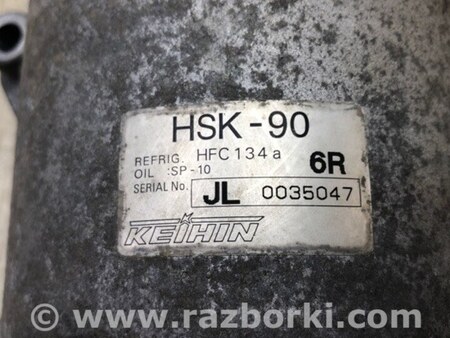 HSK-90
REFRIG. HFC134a
OIL :SP-10 6R
SERIAL No. JL 0035047
KEIHIN
© www.razborki.com